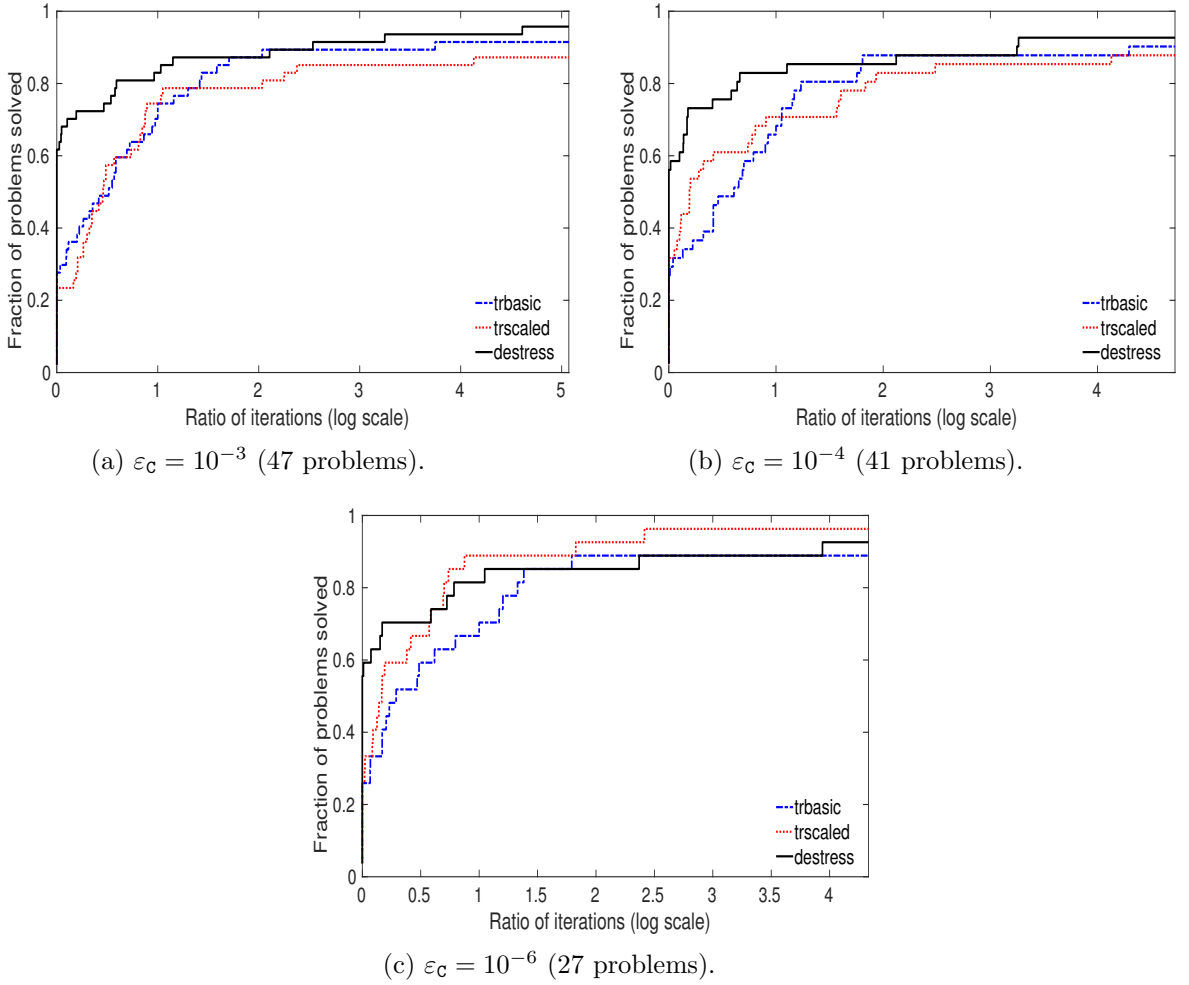 Fraction of problems solved
1
0.8
0.6
0.4
0.2
0
0 1 2 3 4 5
Ratio of iterations (log scale)
trbasic
trscaled
destress
(a) ε_C = 10^{-3} (47 problems).
Fraction of problems solved
1
0.8
0.6
0.4
0.2
0
0 1 2 3 4
Ratio of iterations (log scale)
trbasic
trscaled
destress
(b) ε_C = 10^{-4} (41 problems).
Fraction of problems solved
1
0.8
0.6
0.4
0.2
0
0 0.5 1 1.5 2 2.5 3 3.5 4
Ratio of iterations (log scale)
trbasic
trscaled
destress
(c) ε_C = 10^{-6} (27 problems).